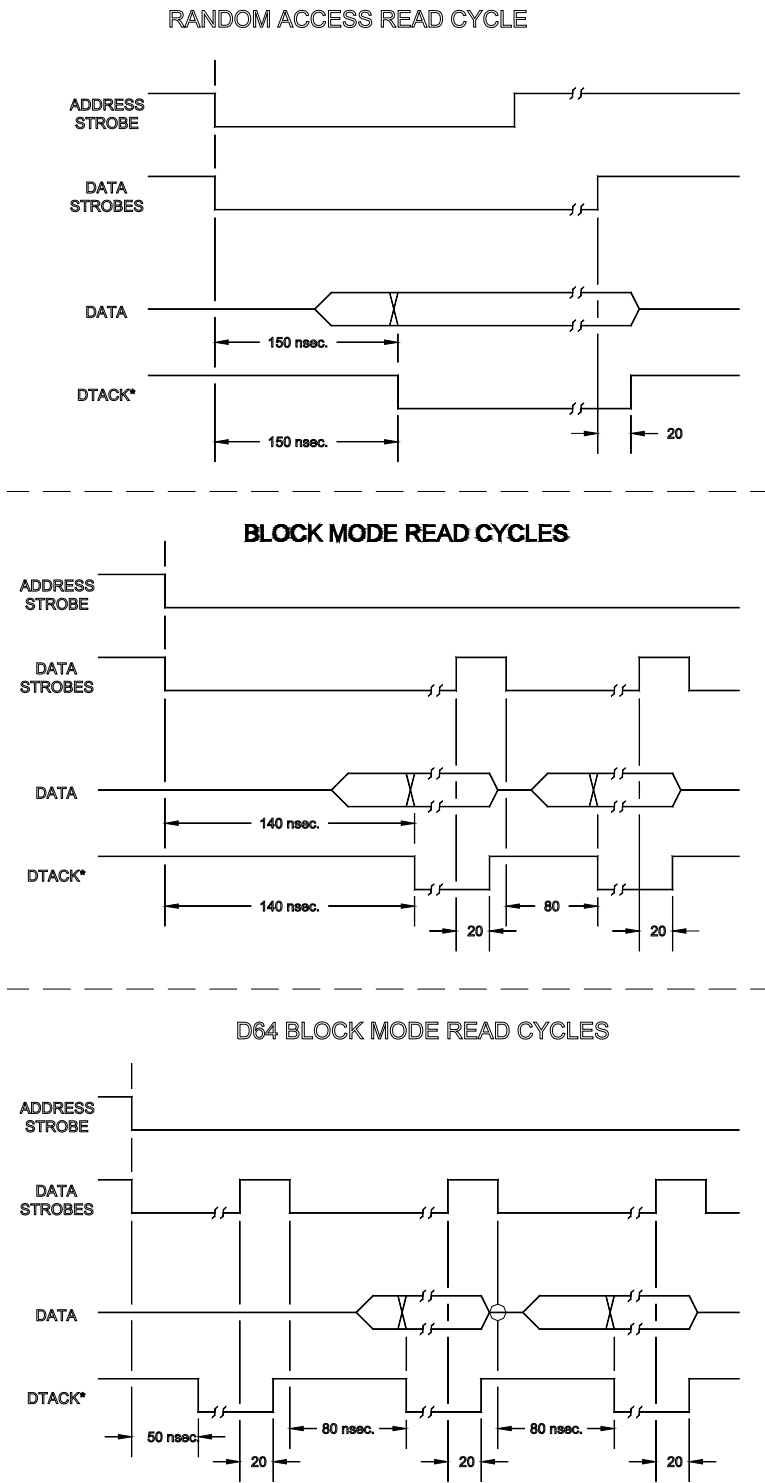 RANDOM ACCESS READ CYCLE
ADDRESS
STROBE
DATA
STROBES
DATA
150 nsec.
DTACK*
150 nsec.
20
BLOCK MODE READ CYCLES
ADDRESS
STROBE
DATA
STROBES
DATA
140 nsec.
DTACK*
140 nsec.
20
80
20
D64 BLOCK MODE READ CYCLES
ADDRESS
STROBE
DATA
STROBES
DATA
DTACK*
50 nsec.
80 nsec.
80 nsec.
20
20
20